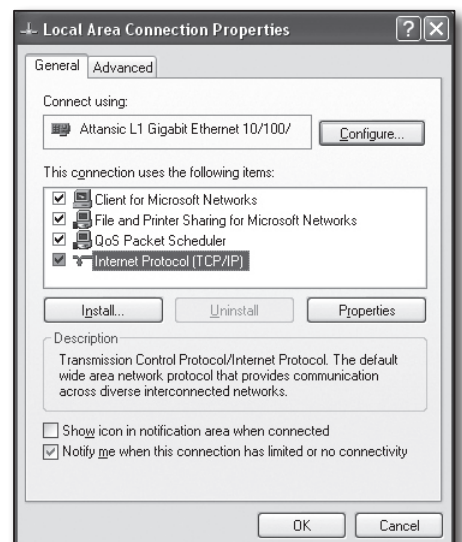 Local Area Connection Properties
General Advanced
Connect using:
Attansic L1 Gigabit Ethernet 10/100/
Configure...
This connection uses the following items:
Client for Microsoft Networks
File and Printer Sharing for Microsoft Networks
QoS Packet Scheduler
Internet Protocol (TCP/IP)
Install... Uninstall Properties
Description
Transmission Control Protocol/Internet Protocol. The default
wide area network protocol that provides communication
across diverse interconnected networks.
Show icon in notification area when connected
Notify me when this connection has limited or no connectivity
OK Cancel